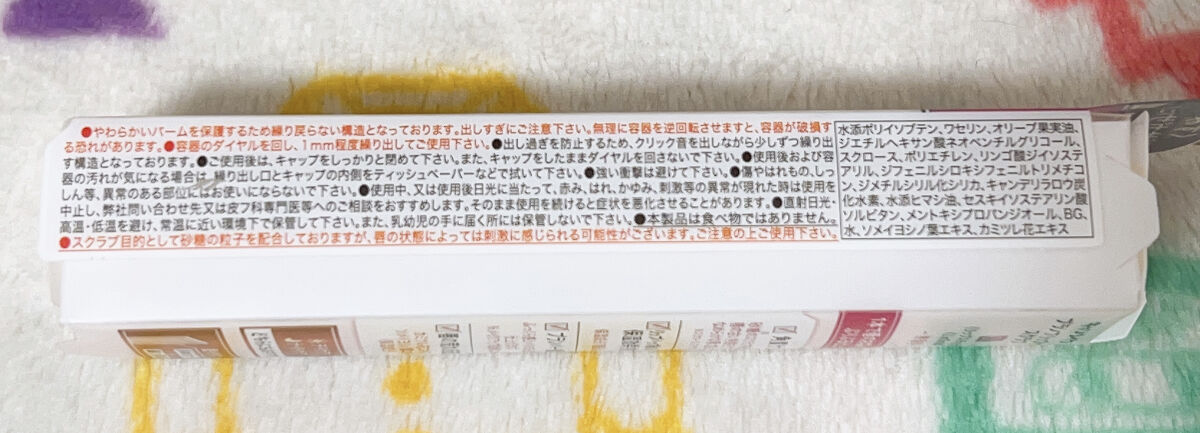 ●やわらかいバームを保護するため繰り戻らない構造となっております。出しすぎにご注意下さい。無理に容器を逆回転させますと、容器が破損す
る恐れがあります。●容器のダイヤルを回し、1mm程度繰り出してご使用下さい。●出し過ぎを防止するため、クリック音を出しながら少しずつ繰り出
す構造となっております。●ご使用後は、キャップをしっかりと閉めて下さい。また、キャップをしたままダイヤルを回さないで下さい。●使用後および容
器の汚れが気になる場合は、繰り出し口とキャップの内側をティッシュペーパーなどで拭いて下さい。●強い衝撃は避けて下さい。●傷やはれもの、しっ
しん等、異常のある部位にはお使いにならないで下さい。●使用中、又は使用後日光に当たって、赤み、はれ、かゆみ、刺激等の異常が現れた時は使用を
中止し、弊社問い合わせ先又は皮フ科専門医等へのご相談をおすすめします。そのまま使用を続けると症状を悪化させることがあります。●直射日光・
高温・低温を避け、常温に近い環境下で保管して下さい。また、乳幼児の手に届く所には保管しないで下さい。●本製品は食べ物ではありません。
●スクラブ目的として砂糖の粒子を配合しておりますが、唇の状態によっては刺激に感じられる可能性がございます。ご注意の上ご使用下さい。
水添ポリイソブテン、ワセリン、オリーブ果実油、
ジエチルヘキサン酸ネオペンチルグリコール、
スクロース、ポリエチレン、リンゴ酸ジイソステ
アリル、ジフェニルシロキシフェニルトリメチコ
ン、ジメチルシリル化シリカ、キャンデリラロウ炭
化水素、水添ヒマシ油、セスキイソステアリン酸
ソルビタン、メントキシプロパンジオール、BG、
水、ソメイヨシノ葉エキス、カミツレ花エキス